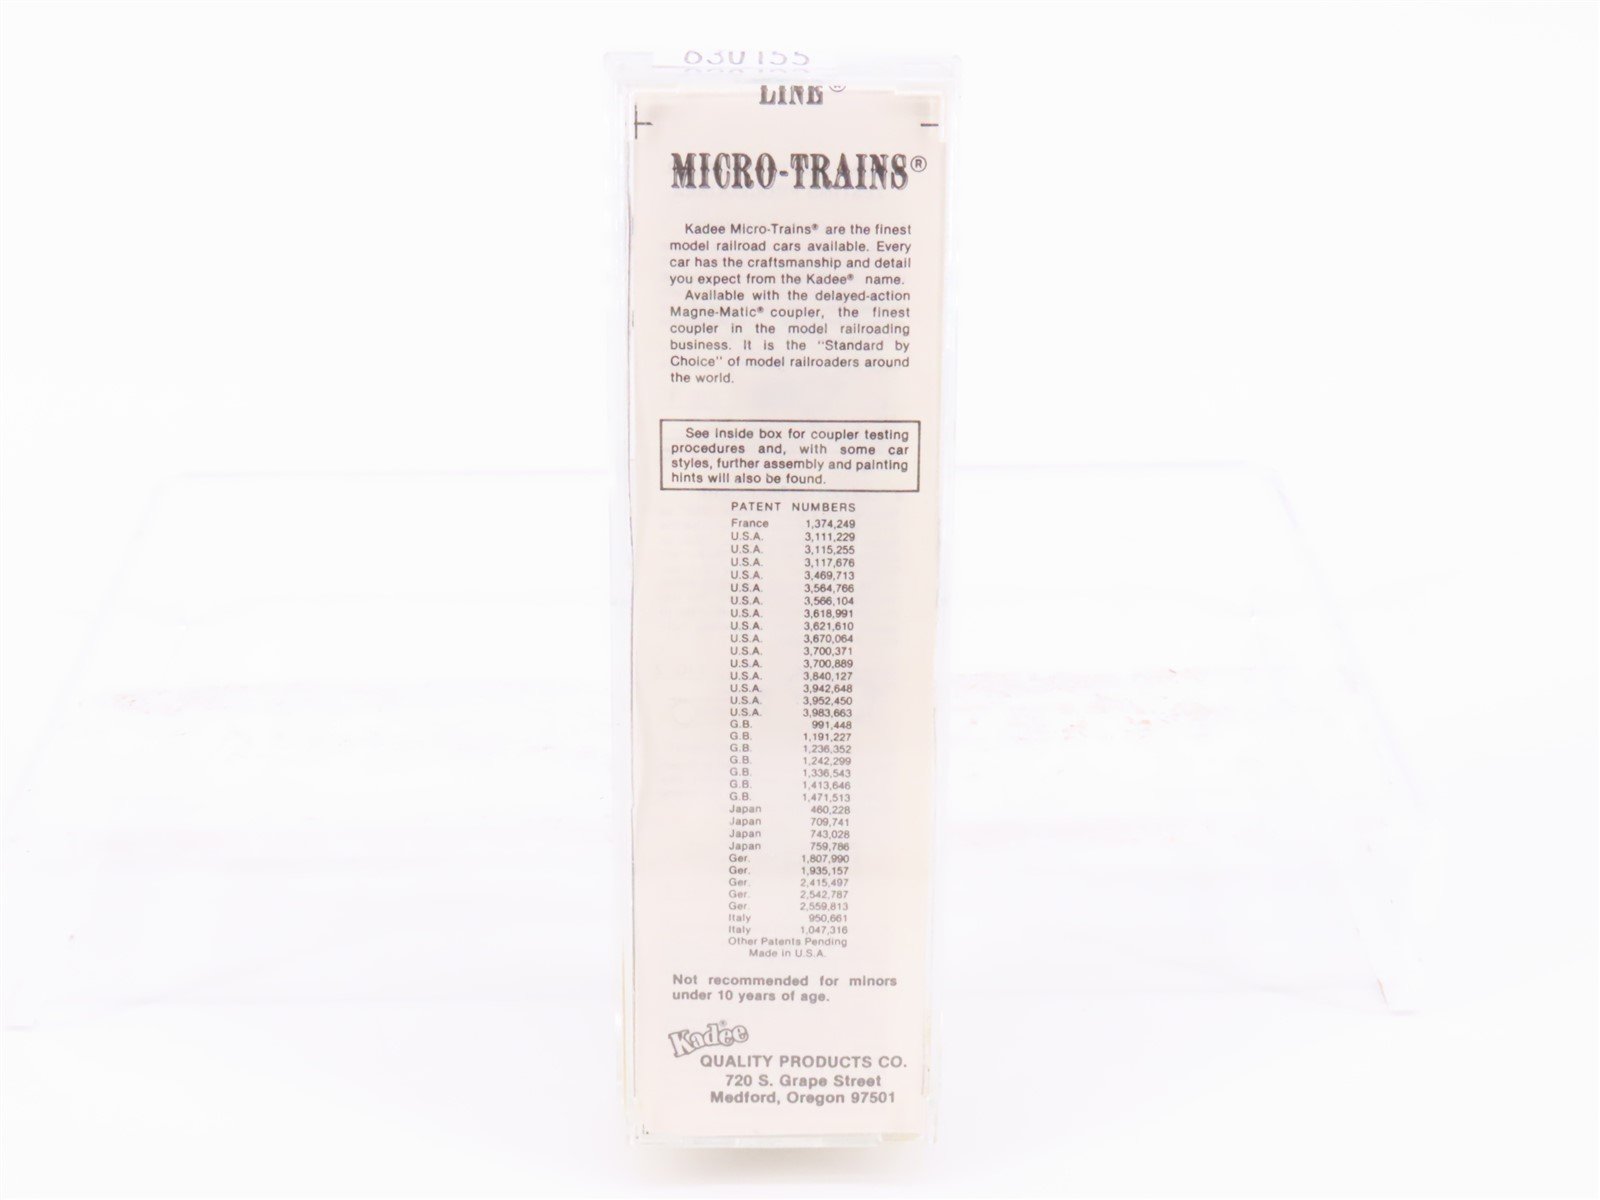 LINE®
MICRO-TRAINS®
Kadee Micro-Trains® are the finest
model railroad cars available. Every
car has the craftsmanship and detail
you expect from the Kadee® name.
Available with the delayed-action
Magne-Matic® coupler, the finest
coupler in the model railroading
business. It is the "Standard by
Choice" of model railroaders around
the world.
See inside box for coupler testing
procedures and, with some car
styles, further assembly and painting
hints will also be found.
PATENT NUMBERS
France 1,374,249
U.S.A. 3,111,229
U.S.A. 3,115,255
U.S.A. 3,117,676
U.S.A. 3,469,713
U.S.A. 3,564,766
U.S.A. 3,566,104
U.S.A. 3,618,991
U.S.A. 3,621,610
U.S.A. 3,670,064
U.S.A. 3,700,371
U.S.A. 3,700,889
U.S.A. 3,840,127
U.S.A. 3,942,648
U.S.A. 3,952,450
U.S.A. 3,983,663
G.B. 991,448
G.B. 1,191,227
G.B. 1,236,352
G.B. 1,242,299
G.B. 1,336,543
G.B. 1,413,646
G.B. 1,471,513
Japan 460,228
Japan 709,741
Japan 743,028
Japan 759,786
Ger. 1,807,990
Ger. 1,935,157
Ger. 2,415,497
Ger. 2,542,787
Ger. 2,559,813
Italy 950,661
Italy 1,047,316
Other Patents Pending
Made in U.S.A.
Not recommended for minors
under 10 years of age.
Kadee®
QUALITY PRODUCTS CO.
720 S. Grape Street
Medford, Oregon 97501